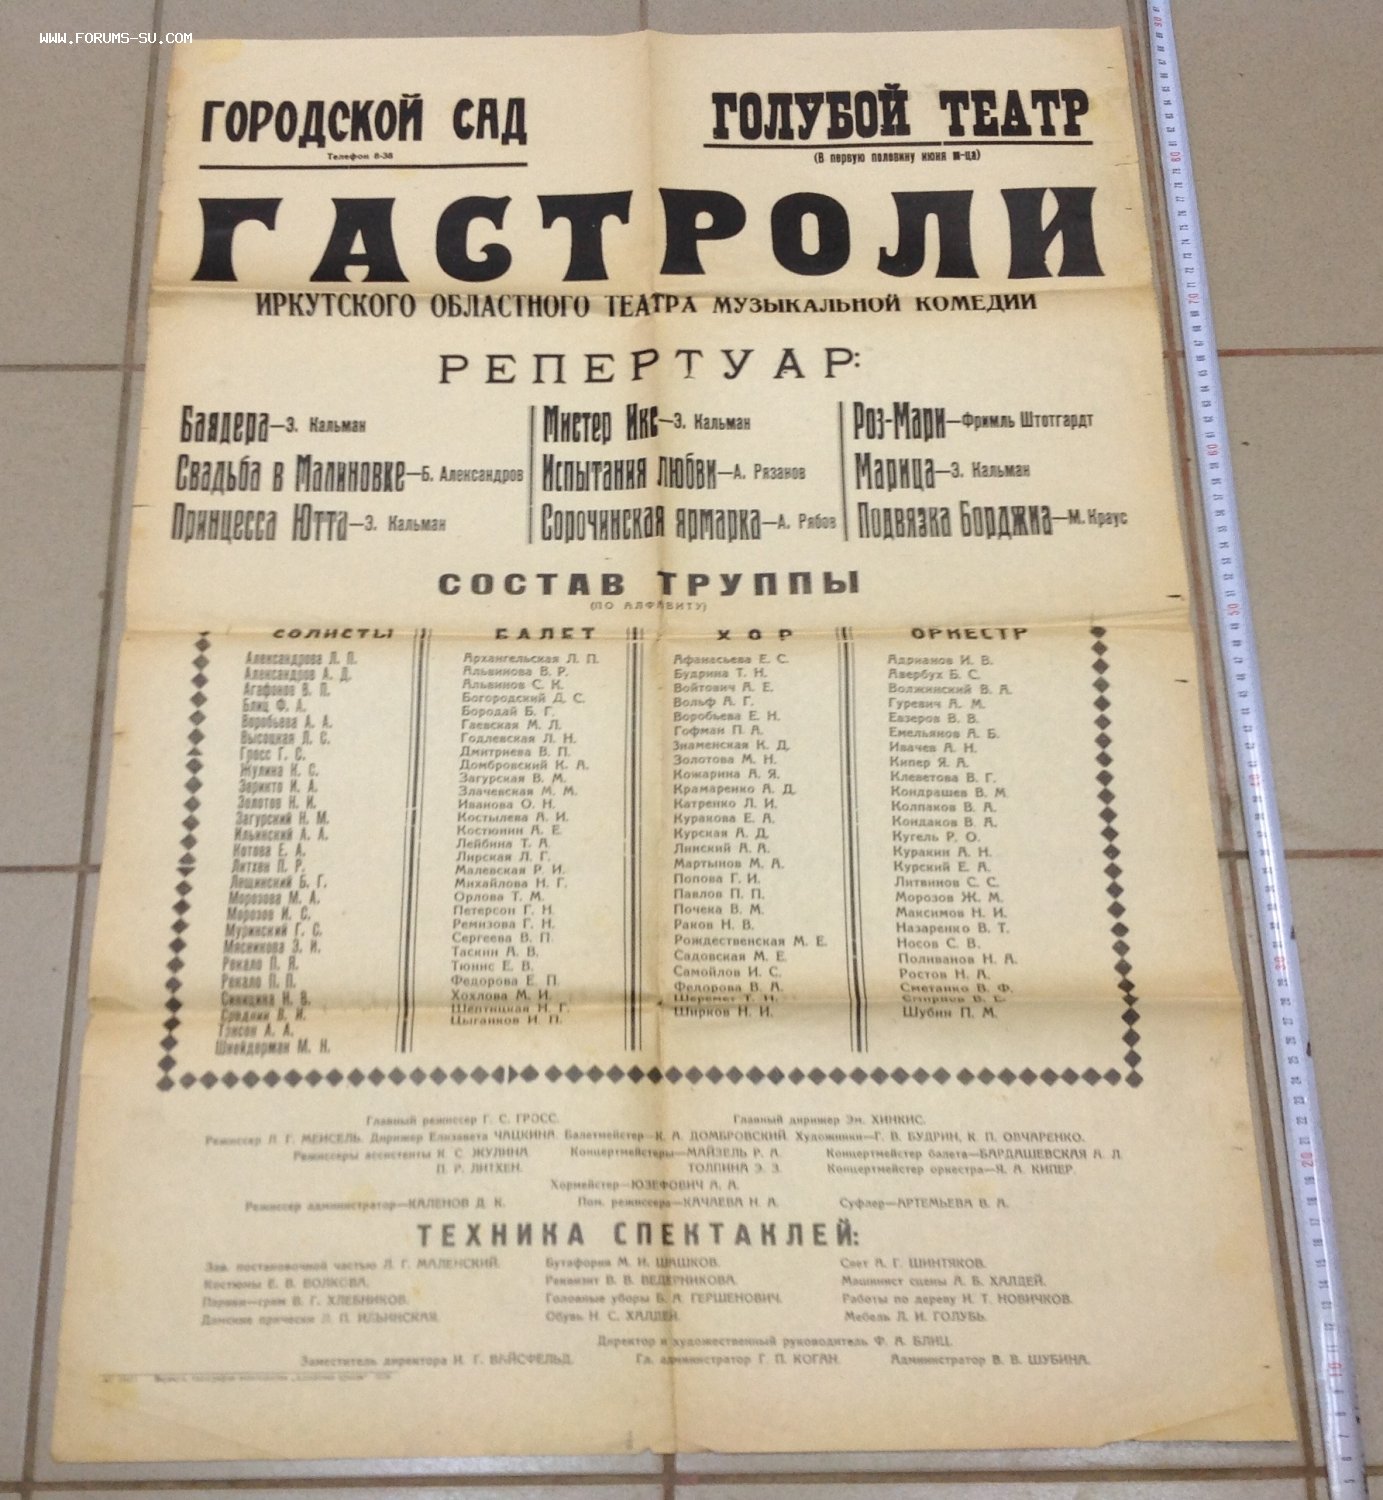 WWW.FORUMS-SU.COM
ГОРОДСКОЙ САД
Телефон 8-38
ГОЛУБОЙ ТЕАТР
(В первую половину июня м-ца)
ГАСТРОЛИ
ИРКУТСКОГО ОБЛАСТНОГО ТЕАТРА МУЗЫКАЛЬНОЙ КОМЕДИИ
РЕПЕРТУАР:
Баядера—Э. Кальман
Свадьба в Малиновке—Б. Александров
Принцесса Ютта—Э. Кальман
Мистер Икс—Э. Кальман
Испытания любви—А. Рязанов
Сорочинская ярмарка—А. Рябов
Роз-Мари—Фримль Штотгардт
Марица—Э. Кальман
Подвязка Борджиа—М. Краус
СОСТАВ ТРУППЫ
(ПО АЛФАВИТУ)
СОЛИСТЫ
Александрова Л. П.
Александров А. Д.
Агафонов В. П.
Блиц Ф. А.
Воробьева А. А.
Высоцкая Л. С.
Гросс Г. С.
Жулина К. С.
Заринто И. А.
Золотов Н. И.
Загурский Н. М.
Ильинский А. А.
Котова Е. А.
Литхен П. Р.
Лещинский Б. Г.
Морозова М. А.
Морозов И. С.
Муринский Г. С.
Мясникова Э. И.
Рекало П. Я.
Рекало П. П.
Синицина Н. В.
Средний В. И.
Тэисон А. А.
Шнейдерман М. Н.
БАЛЕТ
Архангельская Л. П.
Альвинова В. Р.
Альвинов С. К.
Богородский Д. С.
Бородай Б. Г.
Гаевская М. Л.
Годлевская Л. Н.
Дмитриева В. П.
Домбровский К. А.
Загурская В. М.
Злачевская М. М.
Иванова О. Н.
Костылева А. И.
Костюнин А. Е.
Лейбина Т. А.
Лирская Л. Г.
Малевская Р. И.
Михайлова Н. Г.
Орлова Т. М.
Петерсон Г. Н.
Ремизова Г. Н.
Сергеева В. П.
Таскин А. В.
Тюнис Е. В.
Федорова Е. П.
Хохлова М. И.
Шептицкая Н. Г.
Цыганков И. П.
ХОР
Афанасьева Е. С.
Будрина Т. Н.
Войтович А. Е.
Вольф А. Г.
Воробьева Е. Н.
Гофман П. А.
Знаменская К. Д.
Золотова М. Н.
Кожарина А. Я.
Крамаренко А. Д.
Катренко Л. И.
Куракова Е. А.
Курская А. Д.
Линский А. А.
Мартынов М. А.
Попова Г. И.
Павлов П. П.
Почека В. М.
Раков Н. В.
Рождественская М. Е.
Садовская М. Е.
Самойлов И. С.
Федорова В. А.
Шеремет Т. И.
Ширков Н. И.
ОРКЕСТР
Адрианов И. В.
Авербух Б. С.
Волжинский В. А.
Гуревич А. М.
Евзеров В. В.
Емельянов А. Б.
Ивачев А. Н.
Кипер Я. А.
Клеветова В. Г.
Кондрашев В. М.
Колпаков В. А.
Кондаков В. А.
Кугель Р. О.
Куракин А. Н.
Курский Е. А.
Литвинов С. С.
Морозов Ж. М.
Максимов Н. И.
Назаренко В. Т.
Носов С. В.
Поливанов Н. А.
Ростов Н. А.
Сметанко В. Ф.
Смирнов В. Е.
Шубин П. М.
Главный режиссер Г. С. ГРОСС.
Главный дирижер Эм. ХИНКИС.
Режиссер Л. Г. МЕЙСЕЛЬ. Дирижер Елизавета ЧАЦКИНА. Балетмейстер—К. А. ДОМБРОВСКИЙ. Художники—Г. В. БУДРИН, К. П. ОВЧАРЕНКО.
Режиссеры ассистенты К. С. ЖУЛИНА
П. Р. ЛИТХЕН.
Концертмейстеры—МАЙЗЕЛЬ Р. А.
ТОЛПИНА Э. З.
Концертмейстер балета—БАРДАШЕВСКАЯ А. Л.
Концертмейстер оркестра—Я. А. КИПЕР.
Хормейстер—ЮЗЕФОВИЧ А. А.
Режиссер администратор—КАЛЕНОВ Д. К.
Пом. режиссера—КАЧАЕВА Н. А.
Суфлер—АРТЕМЬЕВА В. А.
ТЕХНИКА СПЕКТАКЛЕЙ:
Зав. постановочной частью Л. Г. МАЛЕНСКИЙ.
Костюмы Е. В. ВОЛКОВА.
Парики—грим В. Г. ХЛЕБНИКОВ.
Дамские прически Л. П. ИЛЬИНСКАЯ.
Бутафория М. Н. ШАШКОВ.
Реквизит В. В. ВЕДЕРНИКОВА.
Головные уборы Б. А. ГЕРШЕНОВИЧ.
Обувь Н. С. ХАЛДЕЙ.
Свет А. Г. ШИНТЯКОВ.
Машинист сцены А. Б. ХАЛДЕЙ.
Работы по дереву Н. Т. НОВИЧКОВ.
Мебель Л. И. ГОЛУБЬ.
Директор и художественный руководитель Ф. А. БЛИЦ.
Заместитель директора И. Г. ВАЙСФЕЛЬД.
Гл. администратор Г. П. КОГАН.
Администратор В. В. ШУБИНА.